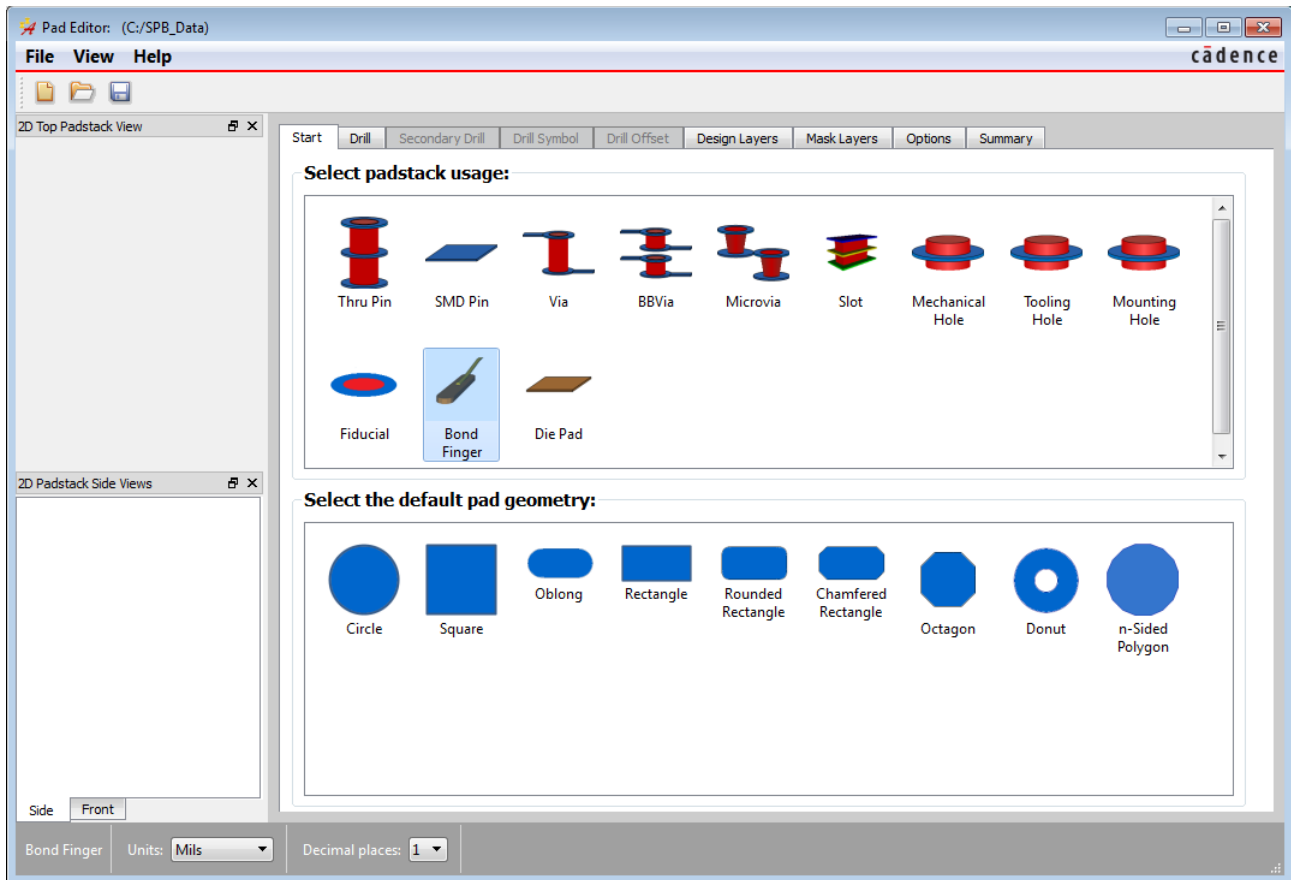 Pad Editor: (C:/SPB_Data)
File View Help
cādence
2D Top Padstack View
Start Drill Secondary Drill Drill Symbol Drill Offset Design Layers Mask Layers Options Summary
Select padstack usage:
Thru Pin SMD Pin Via BBVia Microvia Slot Mechanical Tooling Mounting
Hole Hole Hole
Fiducial Bond Die Pad
Finger
2D Padstack Side Views
Select the default pad geometry:
Oblong Rectangle Rounded Chamfered
Rectangle Rectangle
Circle Square Octagon Donut n-Sided
Polygon
Side Front
Bond Finger Units: Mils Decimal places: 1